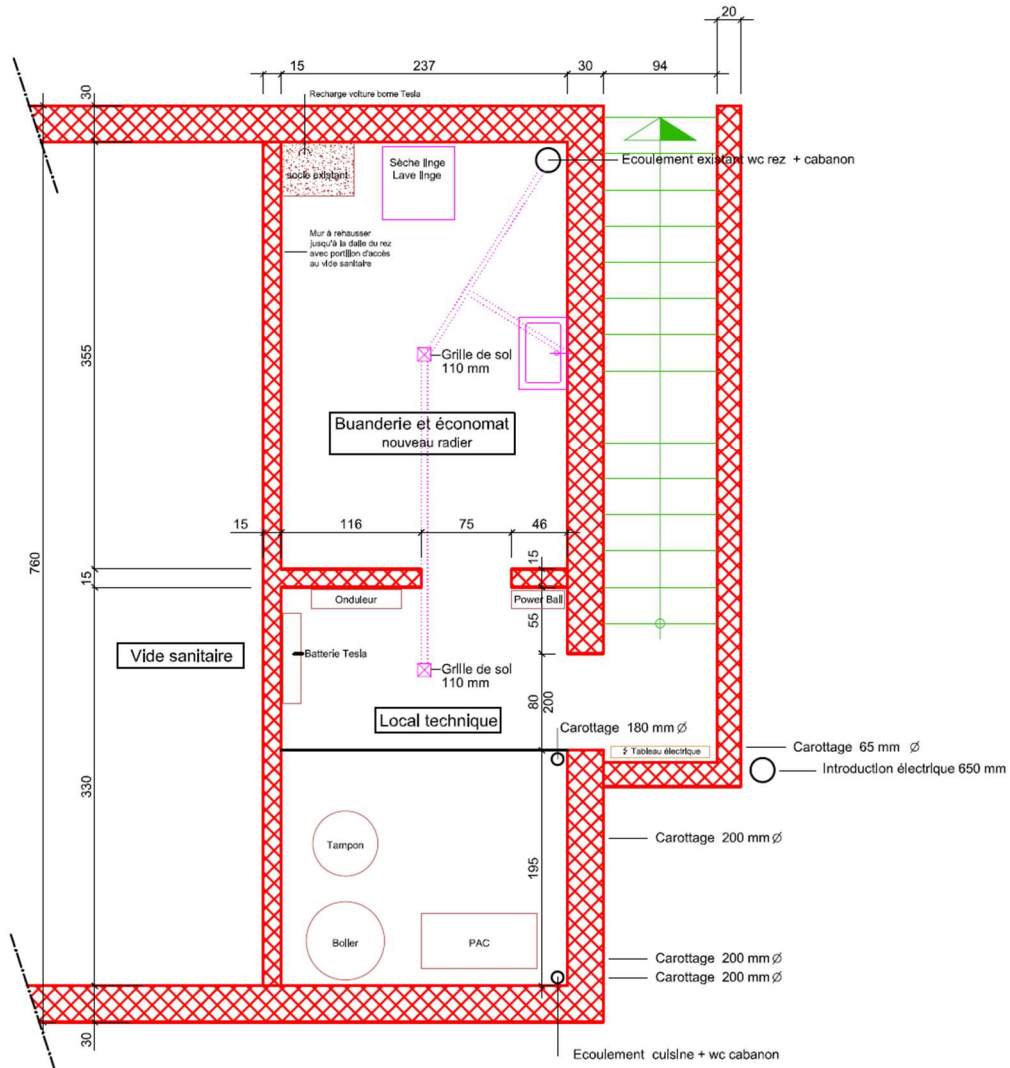 20
15
237
30
94
30
Recharge voiture borne Tesla
socle existant
Sèche linge
Lave linge
Ecoulement existant wc rez + cabanon
Mur à rehausser
jusqu'à la dalle du rez
avec portillon d'accès
au vide sanitaire
355
Grille de sol
110 mm
Buanderie et économat
nouveau radier
15
116
75
46
760
15
15
Onduleur
Power Ball
55
Vide sanitaire
Batterie Tesla
Grille de sol
110 mm
80
200
Local technique
Carottage 180 mm Ø
Tableau électrique
Carottage 65 mm Ø
Introduction électrique 650 mm
330
Tampon
195
Carottage 200 mm Ø
Boiler
PAC
Carottage 200 mm Ø
Carottage 200 mm Ø
30
Ecoulement cuisine + wc cabanon